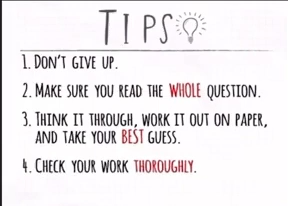 TIPS
1. DON'T GIVE UP.
2. MAKE SURE YOU READ THE WHOLE QUESTION.
3. THINK IT THROUGH, WORK IT OUT ON PAPER,
AND TAKE YOUR BEST GUESS.
4. CHECK YOUR WORK THOROUGHLY.